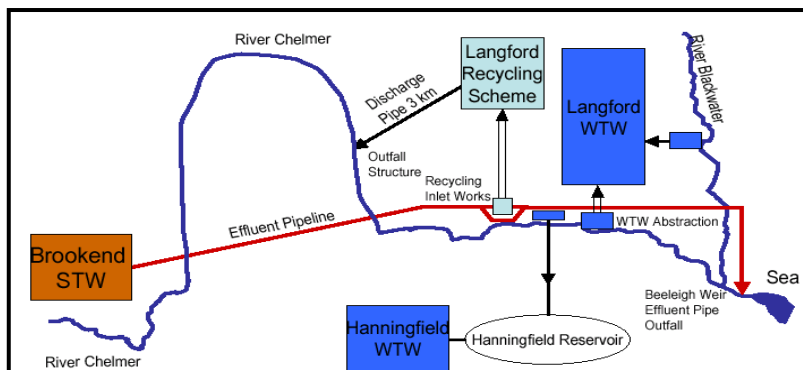 River Chelmer
Langford
Recycling
Scheme
Langford
WTW
River Blackwater
Discharge
Pipe 3 km
Outfall
Structure
Recycling
Inlet Works
WTW Abstraction
Effluent Pipeline
Brookend
STW
Sea
Beeleigh Weir
Effluent Pipe
Outfall
Hanningfield
WTW
Hanningfield Reservoir
River Chelmer